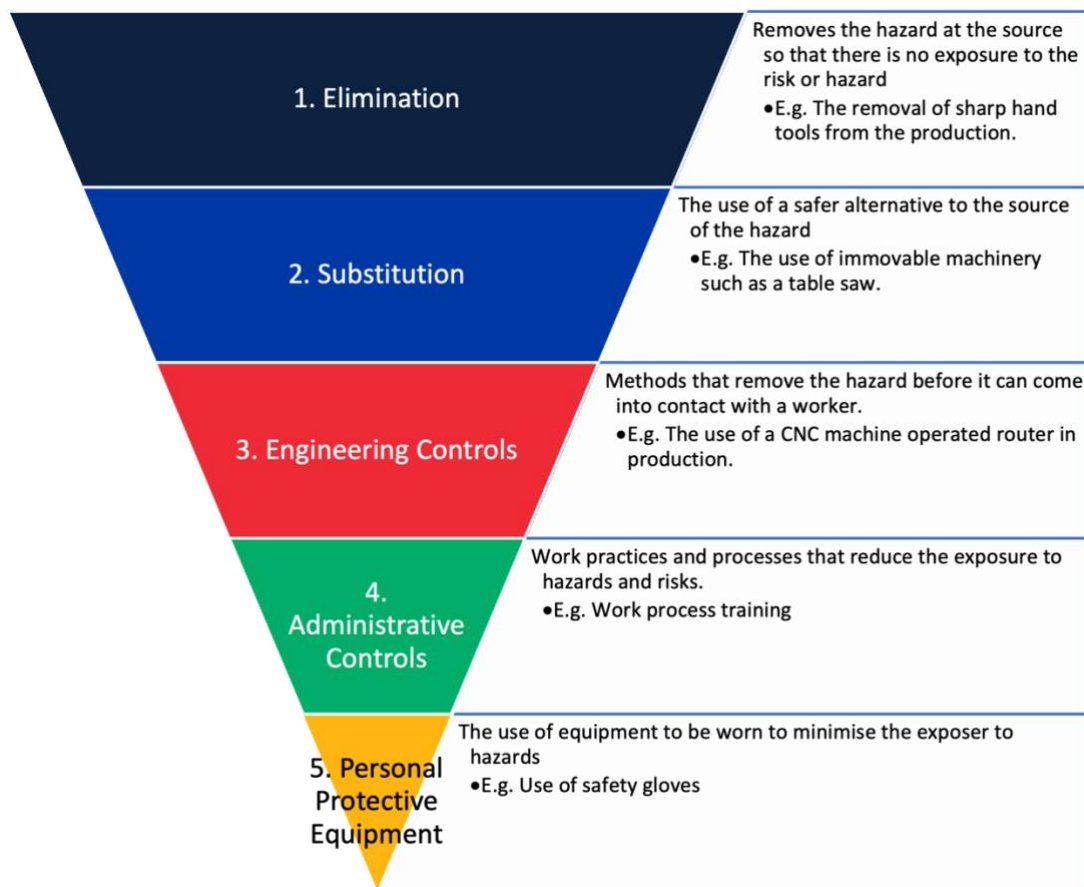 1. Elimination
Removes the hazard at the source
so that there is no exposure to the
risk or hazard
•E.g. The removal of sharp hand
tools from the production.
2. Substitution
The use of a safer alternative to the source
of the hazard
•E.g. The use of immovable machinery
such as a table saw.
3. Engineering Controls
Methods that remove the hazard before it can come
into contact with a worker.
•E.g. The use of a CNC machine operated router in
production.
4.
Administrative
Controls
Work practices and processes that reduce the exposure to
hazards and risks.
•E.g. Work process training
5. Personal
Protective
Equipment
The use of equipment to be worn to minimise the exposer to
hazards
•E.g. Use of safety gloves